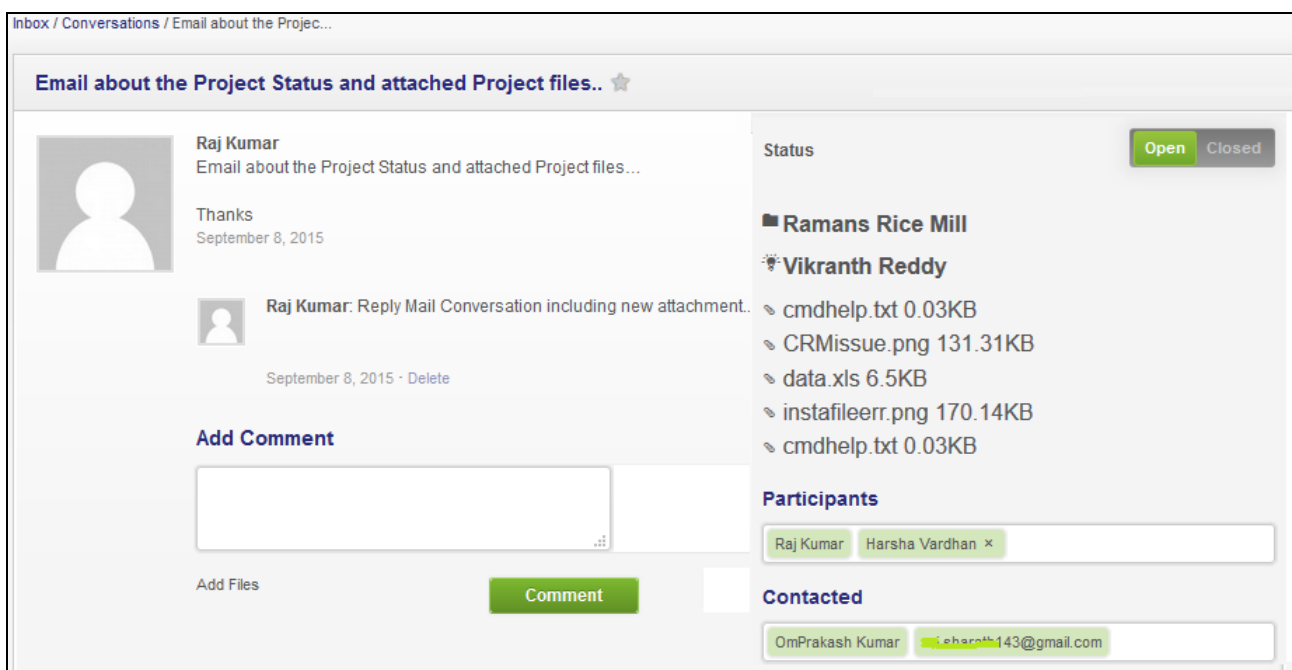 Inbox / Conversations / Email about the Projec...
Email about the Project Status and attached Project files..
Raj Kumar
Email about the Project Status and attached Project files...
Thanks
September 8, 2015
Raj Kumar: Reply Mail Conversation including new attachment..
September 8, 2015 · Delete
Add Comment
Add Files
Comment
Status
Open Closed
Ramans Rice Mill
Vikranth Reddy
cmdhelp.txt 0.03KB
CRMissue.png 131.31KB
data.xls 6.5KB
instafileerr.png 170.14KB
cmdhelp.txt 0.03KB
Participants
Raj Kumar Harsha Vardhan ×
Contacted
OmPrakash Kumar 143@gmail.com